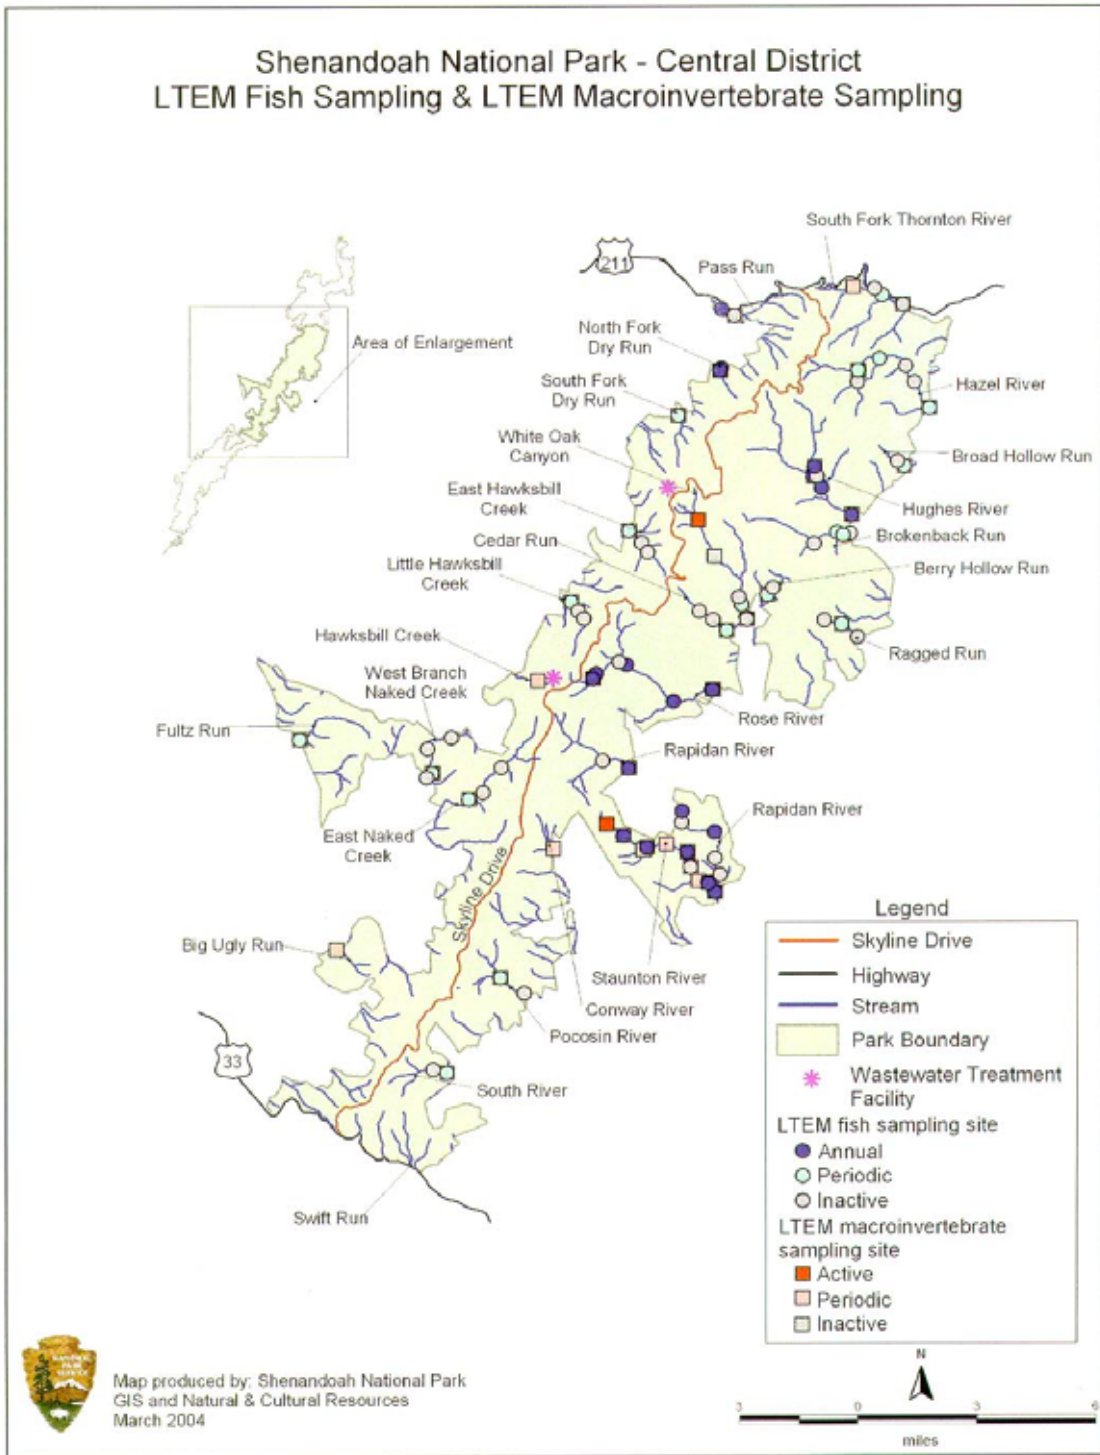 Shenandoah National Park - Central District
LTEM Fish Sampling & LTEM Macroinvertebrate Sampling
South Fork Thornton River
211
Pass Run
North Fork
Dry Run
Area of Enlargement
South Fork
Dry Run
Hazel River
White Oak
Canyon
Broad Hollow Run
East Hawksbill
Creek
Hughes River
Cedar Run
Brokenback Run
Little Hawksbill
Creek
Berry Hollow Run
Hawksbill Creek
Ragged Run
West Branch
Naked Creek
Rose River
Fultz Run
Rapidan River
Rapidan River
East Naked
Creek
Skyline Drive
Big Ugly Run
Staunton River
Conway River
Pocosin River
33
South River
Swift Run
Legend
Skyline Drive
Highway
Stream
Park Boundary
Wastewater Treatment
Facility
LTEM fish sampling site
Annual
Periodic
Inactive
LTEM macroinvertebrate
sampling site
Active
Periodic
Inactive
N
3 0 3 6
miles
Map produced by: Shenandoah National Park
GIS and Natural & Cultural Resources
March 2004